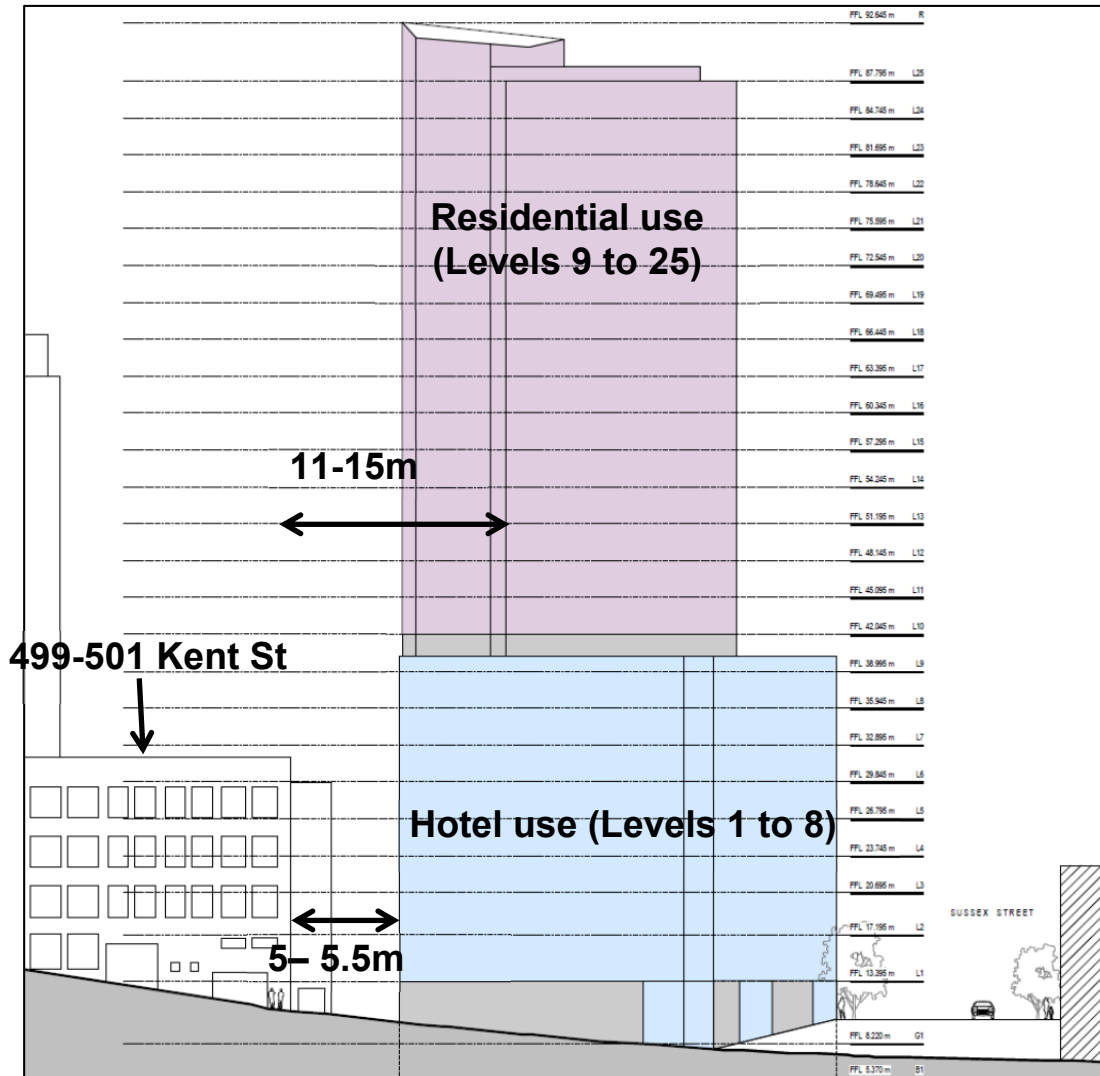 FFL 92.645 m R
FFL 87.795 m L25
FFL 84.745 m L24
FFL 81.695 m L23
FFL 78.645 m L22
Residential use
(Levels 9 to 25)
FFL 75.595 m L21
FFL 72.545 m L20
FFL 69.495 m L19
FFL 66.445 m L18
FFL 63.395 m L17
FFL 60.345 m L16
FFL 57.295 m L15
11-15m
FFL 54.245 m L14
FFL 51.195 m L13
FFL 48.145 m L12
FFL 45.095 m L11
FFL 42.045 m L10
499-501 Kent St
FFL 38.995 m L9
FFL 35.945 m L8
FFL 32.895 m L7
FFL 29.845 m L6
FFL 26.795 m L5
Hotel use (Levels 1 to 8)
FFL 23.745 m L4
FFL 20.695 m L3
SUSSEX STREET
FFL 17.195 m L2
5– 5.5m
FFL 13.395 m L1
FFL 8.220 m G1
FFL 5.370 m B1